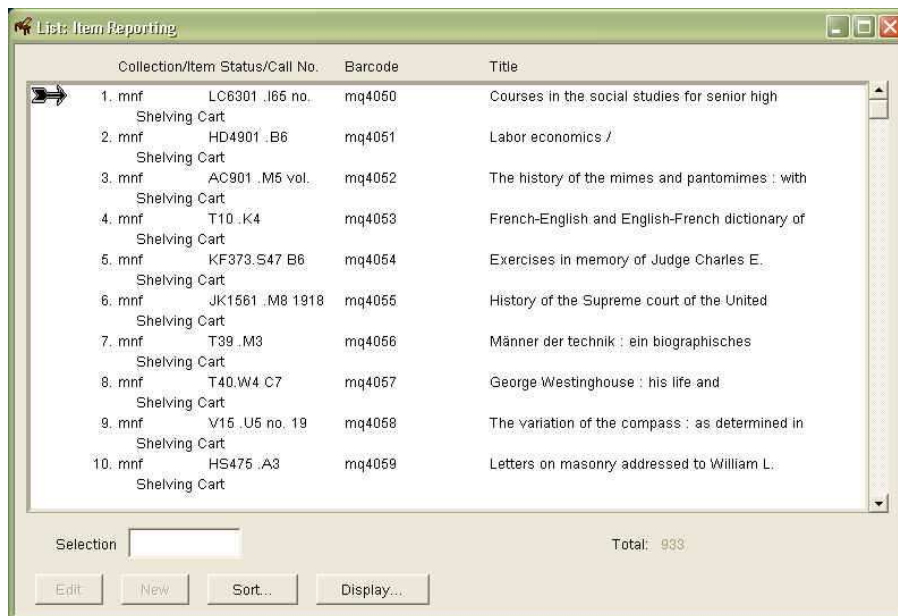 List: Item Reporting
Collection/Item Status/Call No. Barcode Title
1. mnf LC6301 .I65 no. mq4050 Courses in the social studies for senior high
Shelving Cart
2. mnf HD4901 .B6 mq4051 Labor economics /
Shelving Cart
3. mnf AC901 .M5 vol. mq4052 The history of the mimes and pantomimes : with
Shelving Cart
4. mnf T10 .K4 mq4053 French-English and English-French dictionary of
Shelving Cart
5. mnf KF373.S47 B6 mq4054 Exercises in memory of Judge Charles E.
Shelving Cart
6. mnf JK1561 .M8 1918 mq4055 History of the Supreme court of the United
Shelving Cart
7. mnf T39 .M3 mq4056 Männer der technik : ein biographisches
Shelving Cart
8. mnf T40.W4 C7 mq4057 George Westinghouse : his life and
Shelving Cart
9. mnf V15 .U5 no. 19 mq4058 The variation of the compass : as determined in
Shelving Cart
10. mnf HS475 .A3 mq4059 Letters on masonry addressed to William L.
Shelving Cart
Selection Total: 933
Edit New Sort... Display...